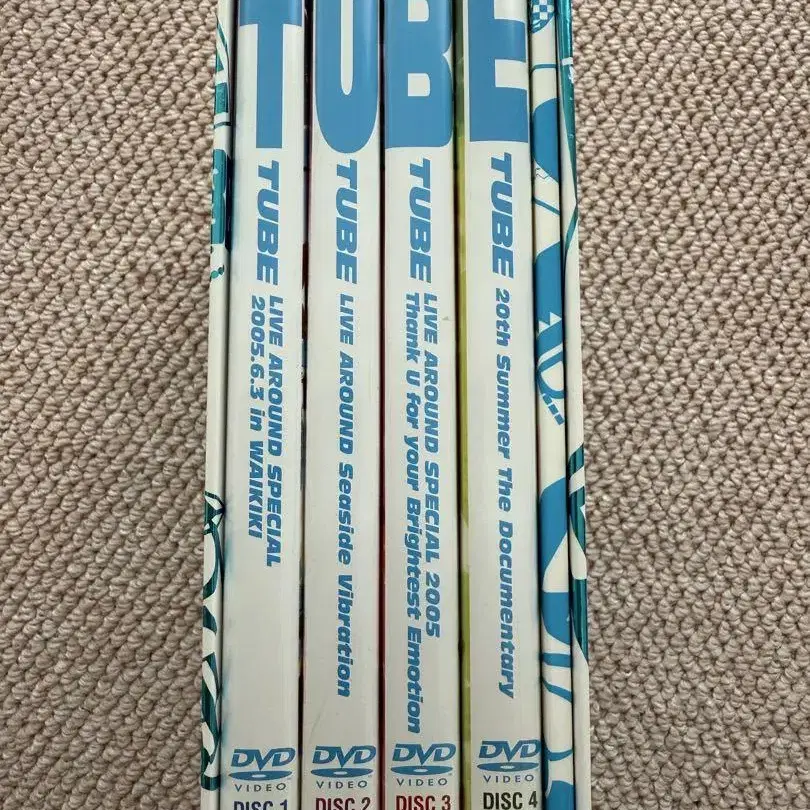 TUBE
TUBE
LIVE AROUND SPECIAL
2005.6.3 in WAIKIKI
DVD
VIDEO
DISC 1
TUBE
LIVE AROUND Seaside Vibration
DVD
VIDEO
DISC 2
TUBE
LIVE AROUND SPECIAL 2005
Thank U for your Brightest Emotion
DVD
VIDEO
DISC 3
TUBE
20th Summer The Documentary
DVD
VIDEO
DISC 4